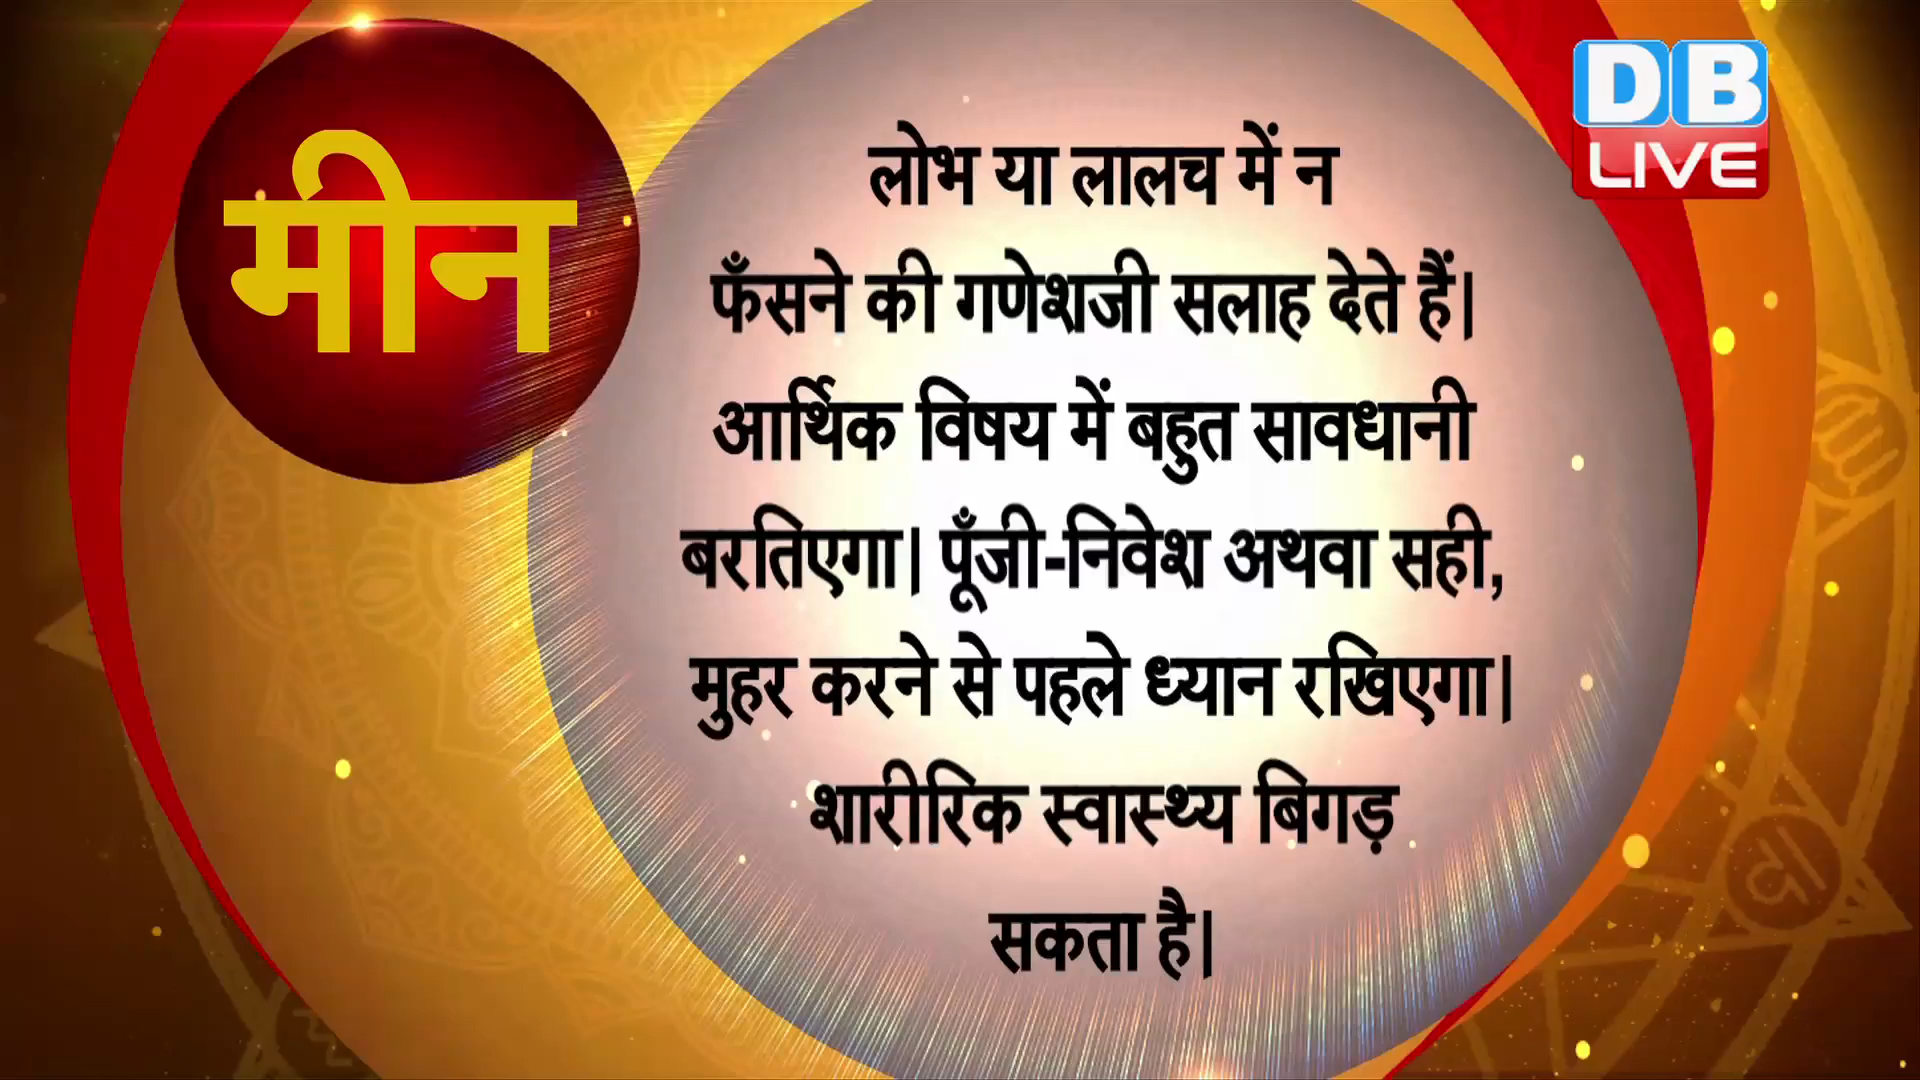 मीन
DB
LIVE
लोभ या लालच में न
फँसने की गणेशजी सलाह देते हैं|
आर्थिक विषय में बहुत सावधानी
बरतिएगा| पूँजी-निवेश अथवा सही,
मुहर करने से पहले ध्यान रखिएगा|
शारीरिक स्वास्थ्य बिगड़
सकता है|